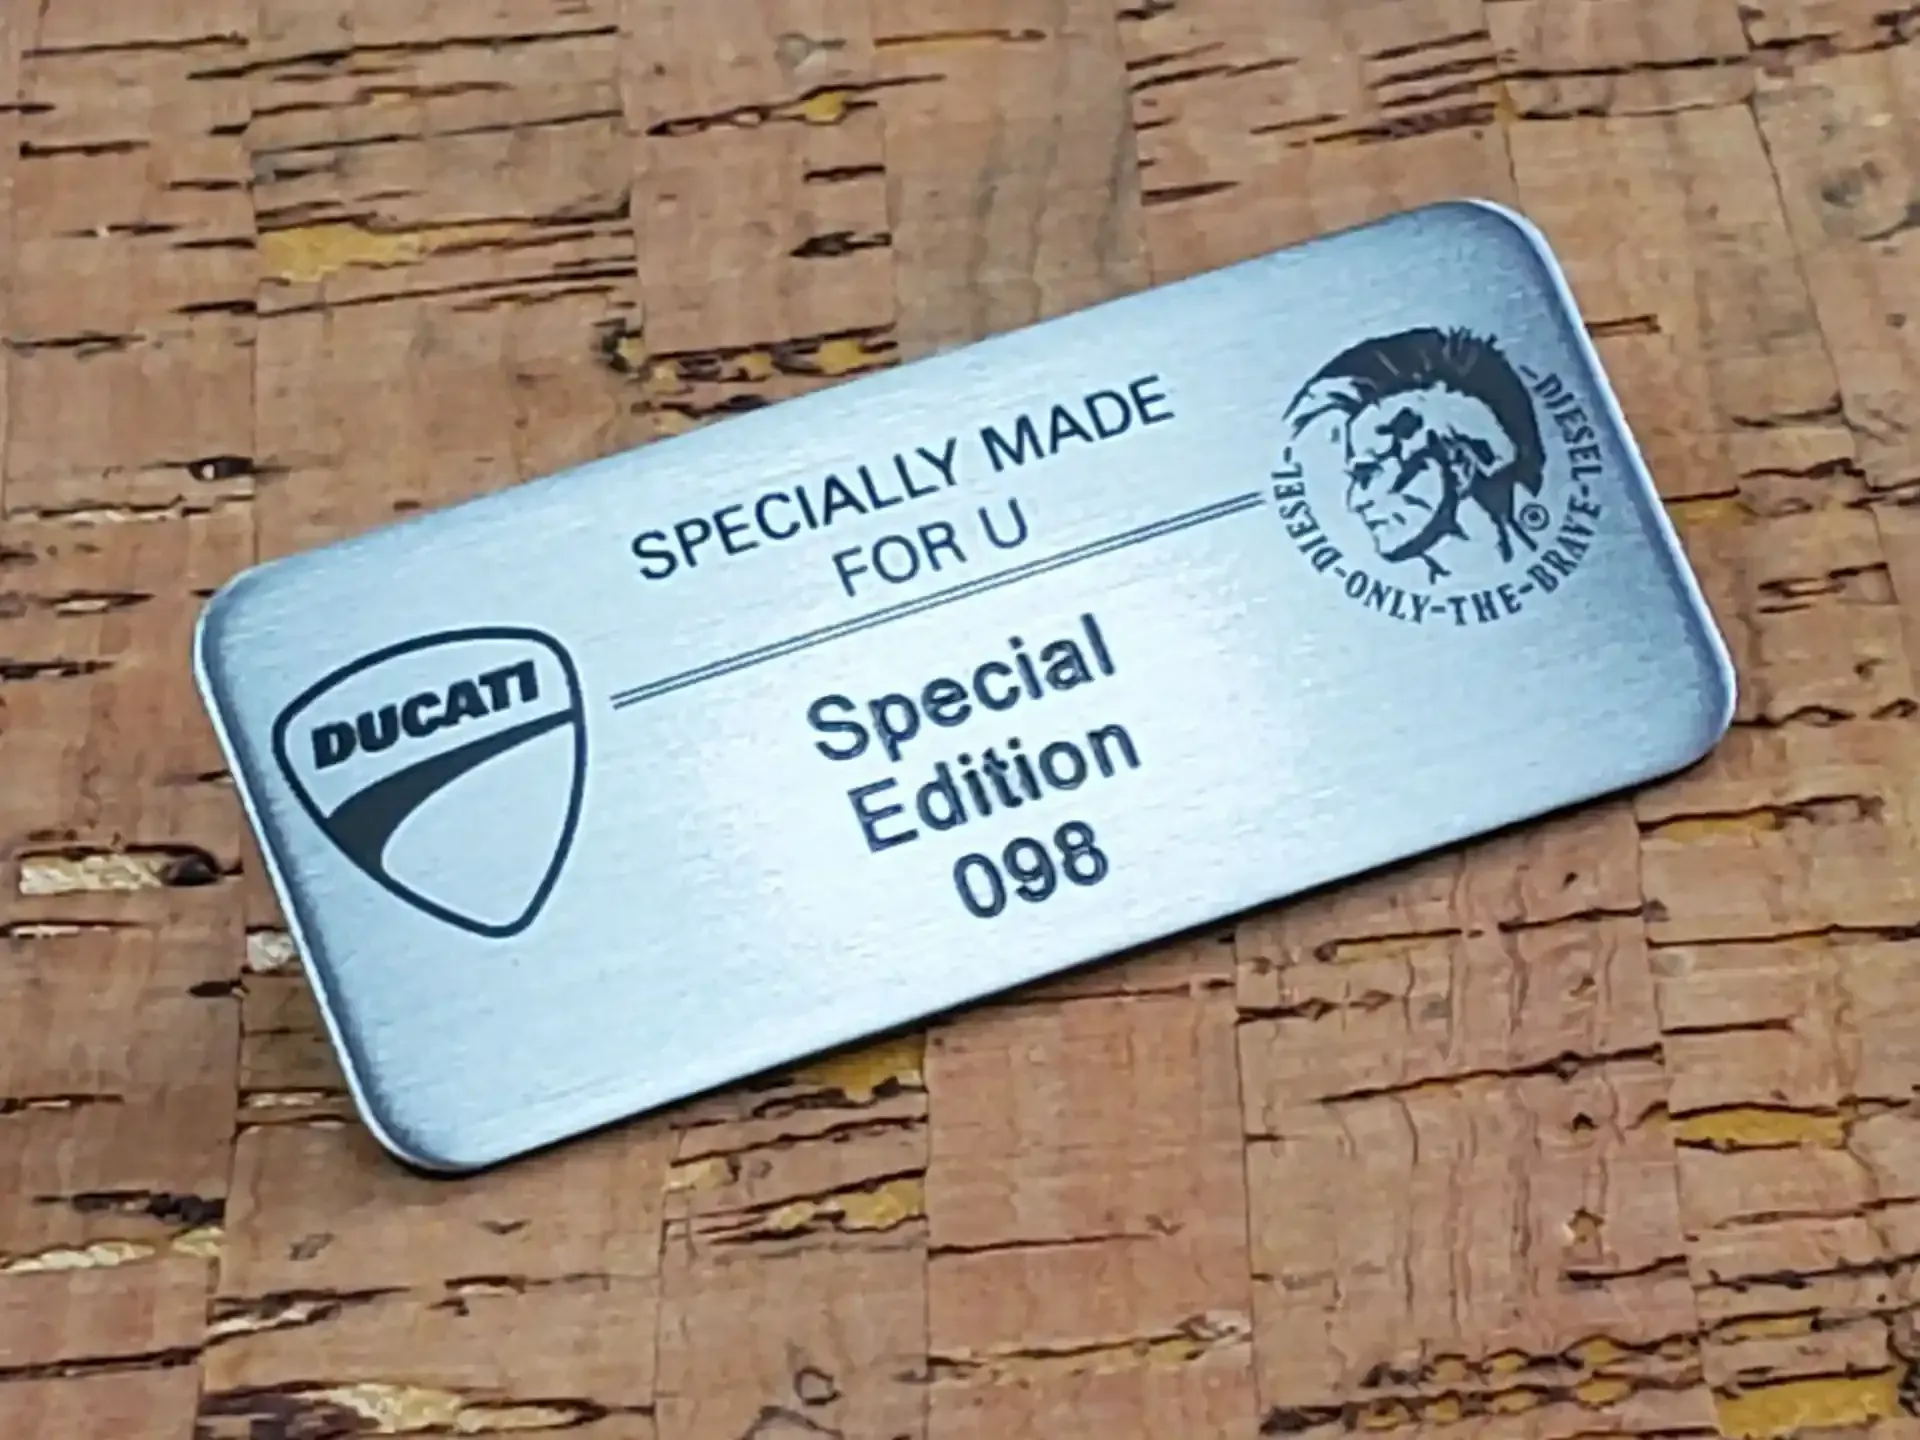 SPECIALLY MADE
FOR U
DUCATI
Special
Edition
098
DIESEL-DIESEL-ONLY-THE-BRAVE-
®